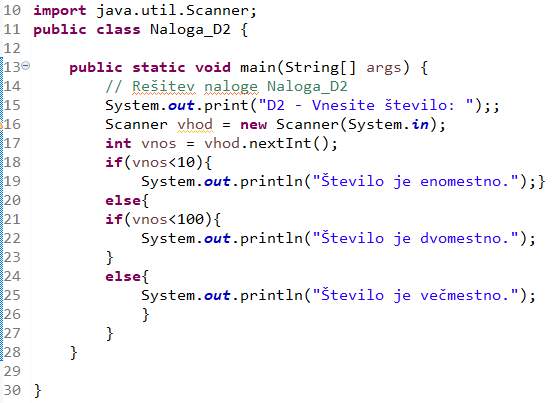 10 import java.util.Scanner;
11 public class Naloga_D2 {
12
13 public static void main(String[] args) {
14 // Rešitev naloge Naloga_D2
15 System.out.print("D2 - Vnesite število: ");;
16 Scanner vhod = new Scanner(System.in);
17 int vnos = vhod.nextInt();
18 if(vnos<10){
19 System.out.println("Število je enomestno.");}
20 else{
21 if(vnos<100){
22 System.out.println("Število je dvomestno.");
23 }
24 else{
25 System.out.println("Število je večmestno.");
26 }
27 }
28 }
29
30 }